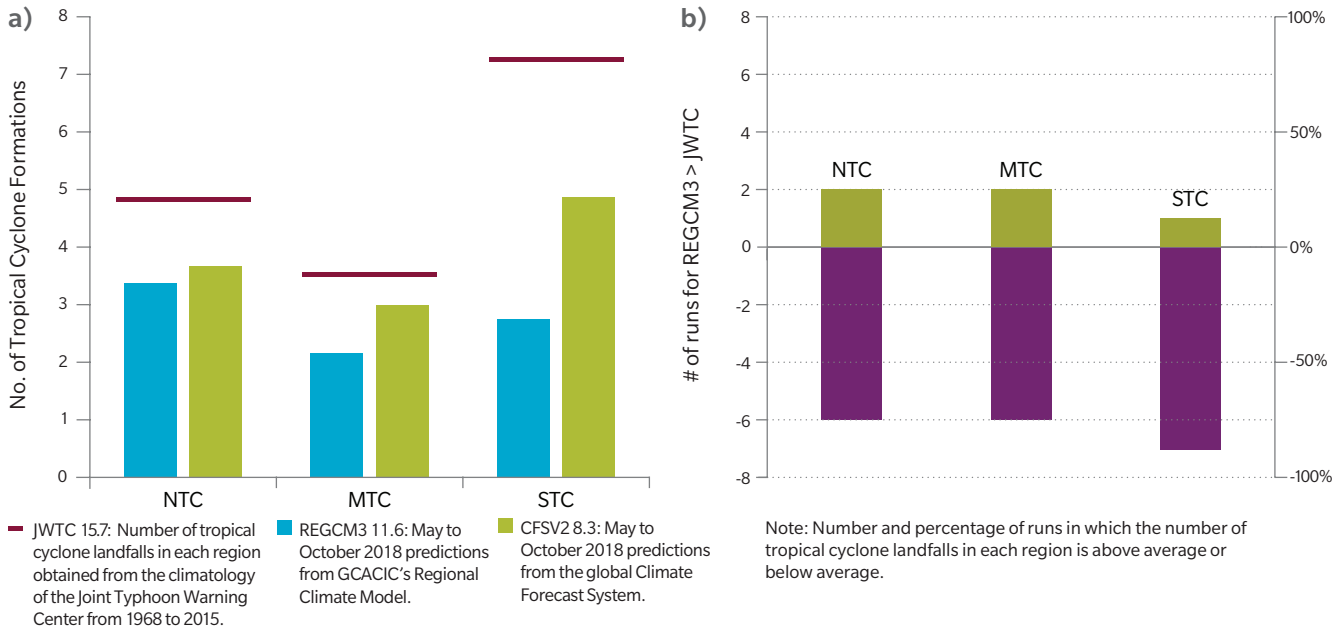 a)
No. of Tropical Cyclone Formations
8
7
6
5
4
3
2
1
0
NTC
MTC
STC
JWTC 15.7: Number of tropical
cyclone landfalls in each region
obtained from the climatology
of the Joint Typhoon Warning
Center from 1968 to 2015.
REGCM3 11.6: May to
October 2018 predictions
from GCACIC's Regional
Climate Model.
CFSV2 8.3: May to
October 2018 predictions
from the global Climate
Forecast System.
b)
# of runs for REGCM3 > JWTC
8
6
4
2
0
-2
-4
-6
-8
NTC
MTC
STC
100%
50%
0%
-50%
-100%
Note: Number and percentage of runs in which the number of
tropical cyclone landfalls in each region is above average or
below average.